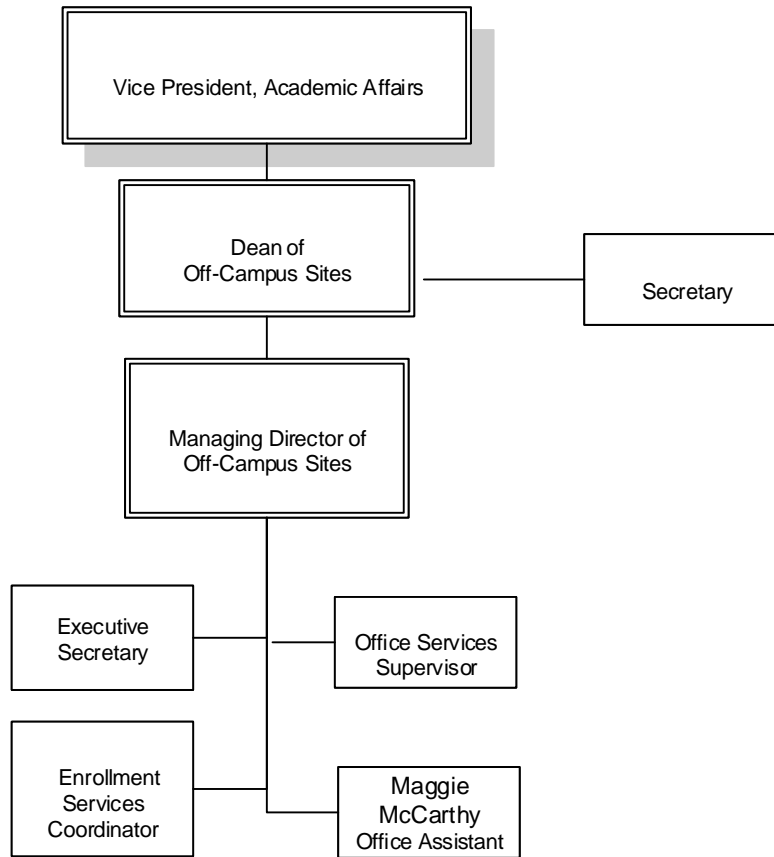 Vice President, Academic Affairs
Dean of
Off-Campus Sites
Secretary
Managing Director of
Off-Campus Sites
Executive
Secretary
Office Services
Supervisor
Enrollment
Services
Coordinator
Maggie
McCarthy
Office Assistant